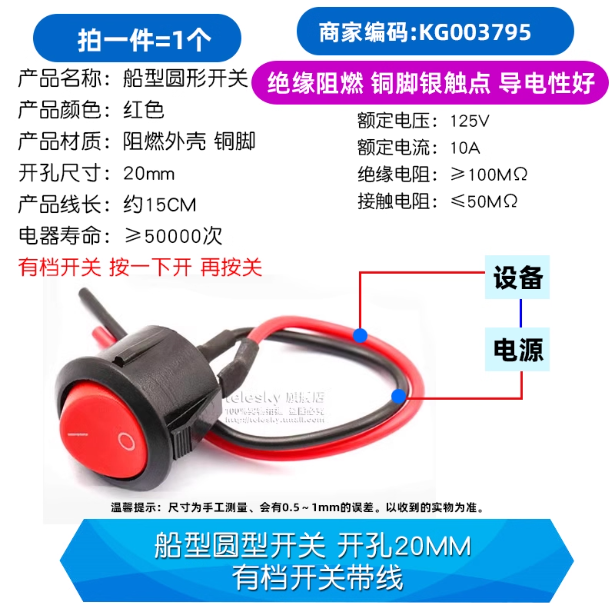 拍一件=1个
商家编码:KG003795
产品名称: 船型圆形开关
绝缘阻燃 铜脚银触点 导电性好
产品颜色: 红色
产品材质: 阻燃外壳 铜脚
开孔尺寸: 20mm
产品线长: 约15CM
电器寿命: ≥50000次
有档开关 按一下开 再按关
额定电压: 125V
额定电流: 10A
绝缘电阻: ≥100MΩ
接触电阻: ≤50MΩ
设备
电源
telesky 旗舰店
温馨提示: 尺寸为手工测量、会有0.5~1mm的误差。以收到的实物为准。
船型圆型开关 开孔20MM
有档开关带线